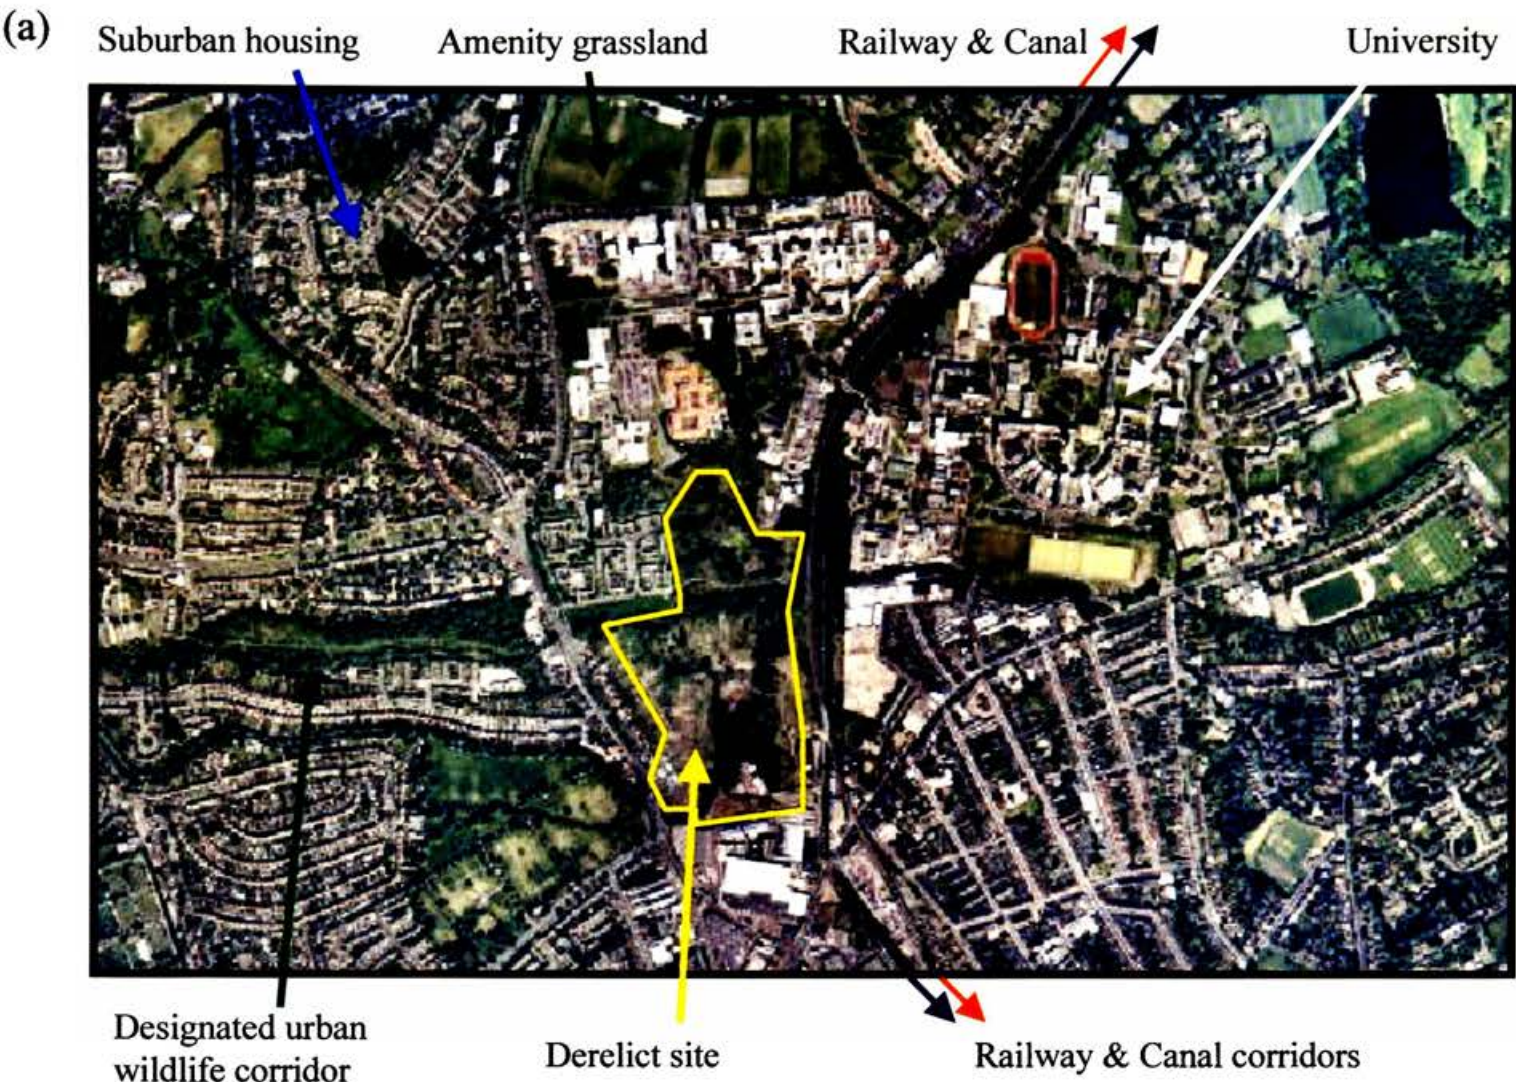 (a)
Suburban housing
Amenity grassland
Railway & Canal
University
Designated urban
wildlife corridor
Derelict site
Railway & Canal corridors